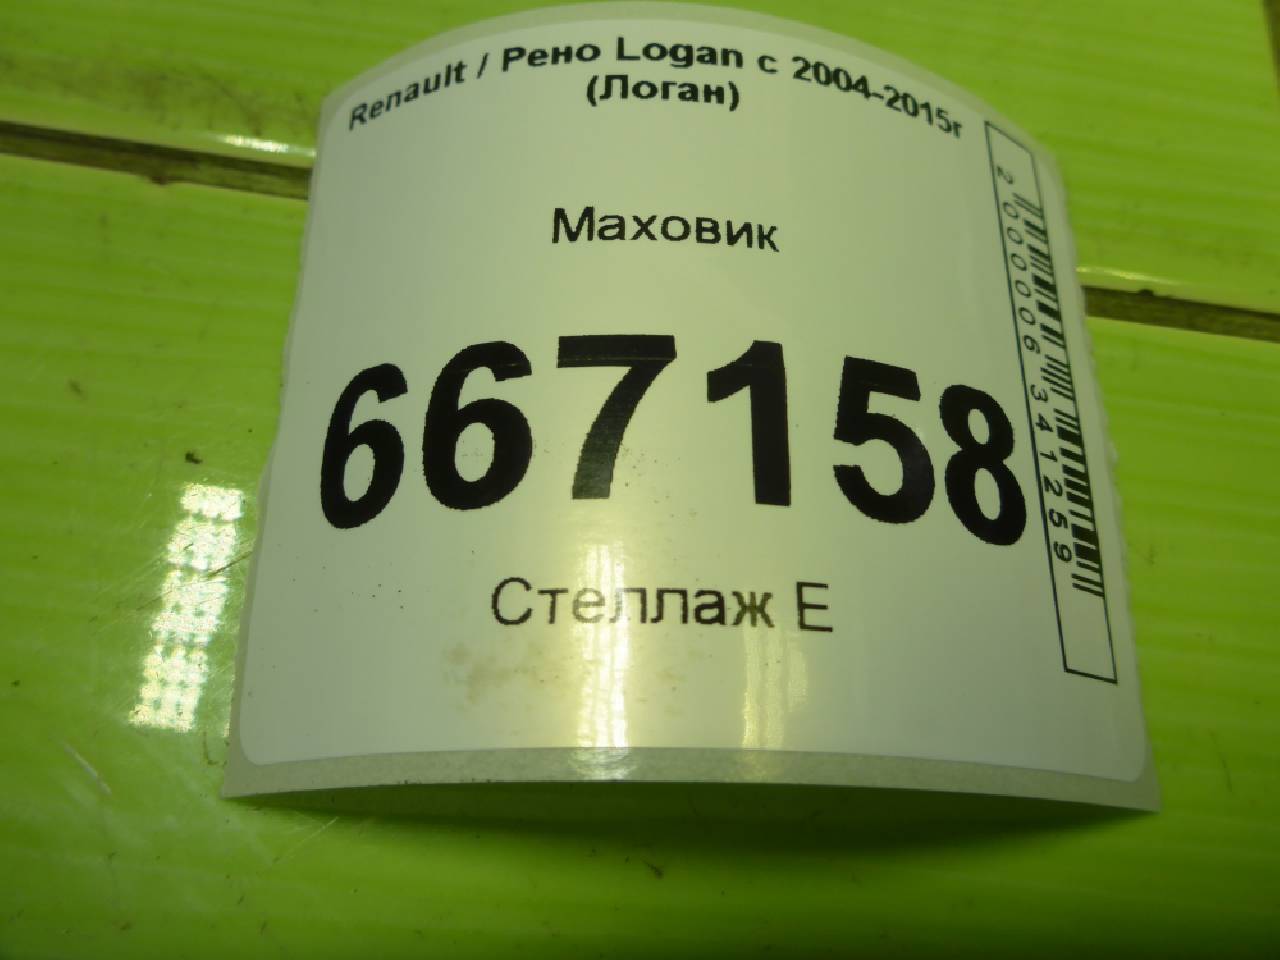 Renault / Рено Logan с 2004-2015г
(Логан)
Маховик
667158
Стеллаж Е
2000006341259